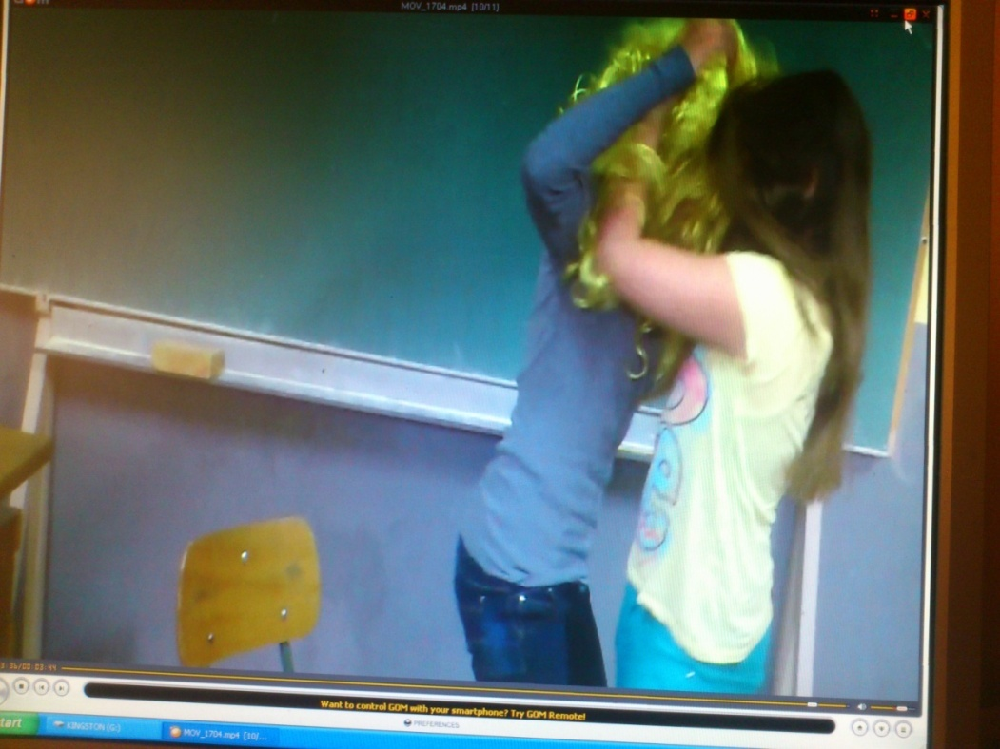 MOV_1704.mp4 [10/11]
Want to control GOM with your smartphone? Try GOM Remote!
PREFERENCES
KINGSTON (G:)
MOV_1704.mp4 [10/...